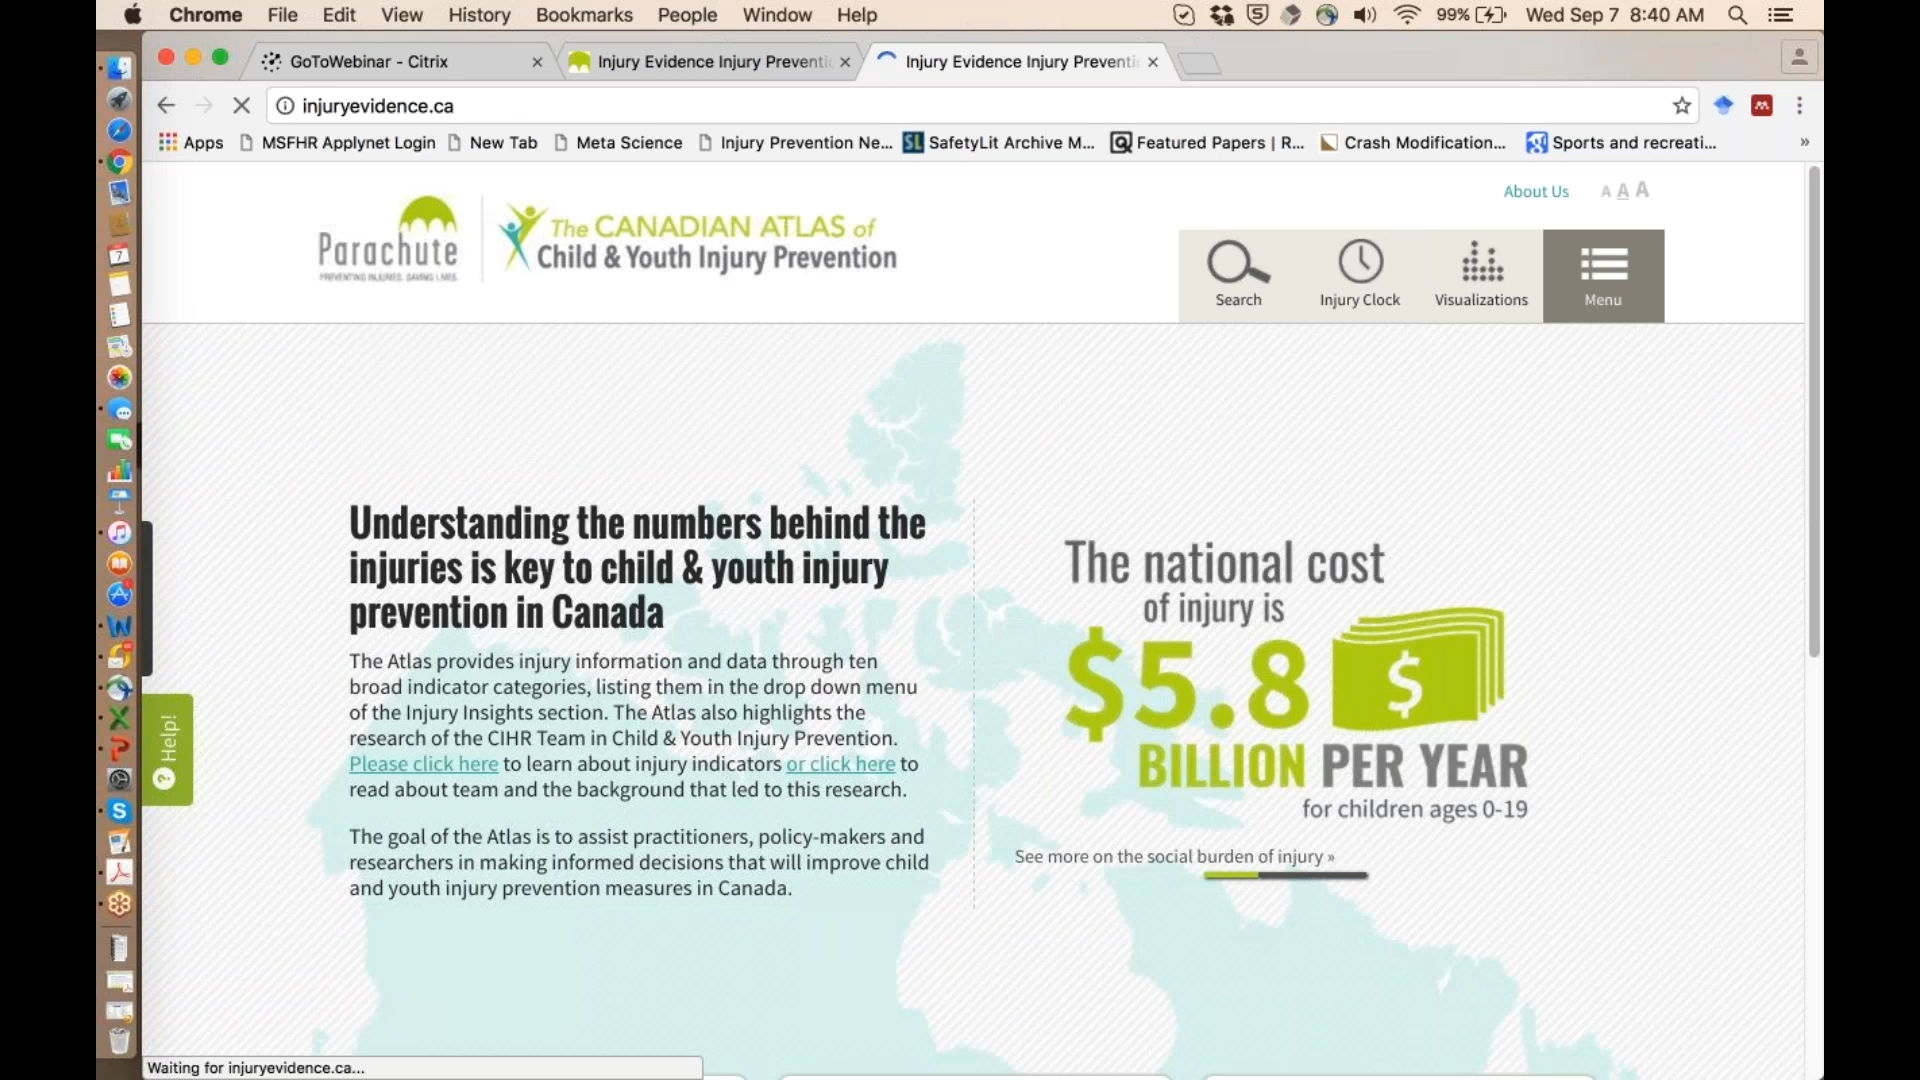 Chrome File Edit View History Bookmarks People Window Help
99% Wed Sep 7 8:40 AM
GoToWebinar - Citrix
Injury Evidence Injury Preventi
Injury Evidence Injury Preventi
injuryevidence.ca
Apps MSFHR Applynet Login New Tab Meta Science Injury Prevention Ne... SafetyLit Archive M... Featured Papers | R... Crash Modification... Sports and recreati... »
About Us A A A
Parachute
PREVENTING INJURIES. SAVING LIVES.
The CANADIAN ATLAS of
Child & Youth Injury Prevention
Search
Injury Clock
Visualizations
Menu
Understanding the numbers behind the
injuries is key to child & youth injury
prevention in Canada
The Atlas provides injury information and data through ten
broad indicator categories, listing them in the drop down menu
of the Injury Insights section. The Atlas also highlights the
research of the CIHR Team in Child & Youth Injury Prevention.
Please click here to learn about injury indicators or click here to
read about team and the background that led to this research.
The goal of the Atlas is to assist practitioners, policy-makers and
researchers in making informed decisions that will improve child
and youth injury prevention measures in Canada.
The national cost
of injury is
$5.8
$
BILLION PER YEAR
for children ages 0-19
See more on the social burden of injury »
? Help!
Waiting for injuryevidence.ca...